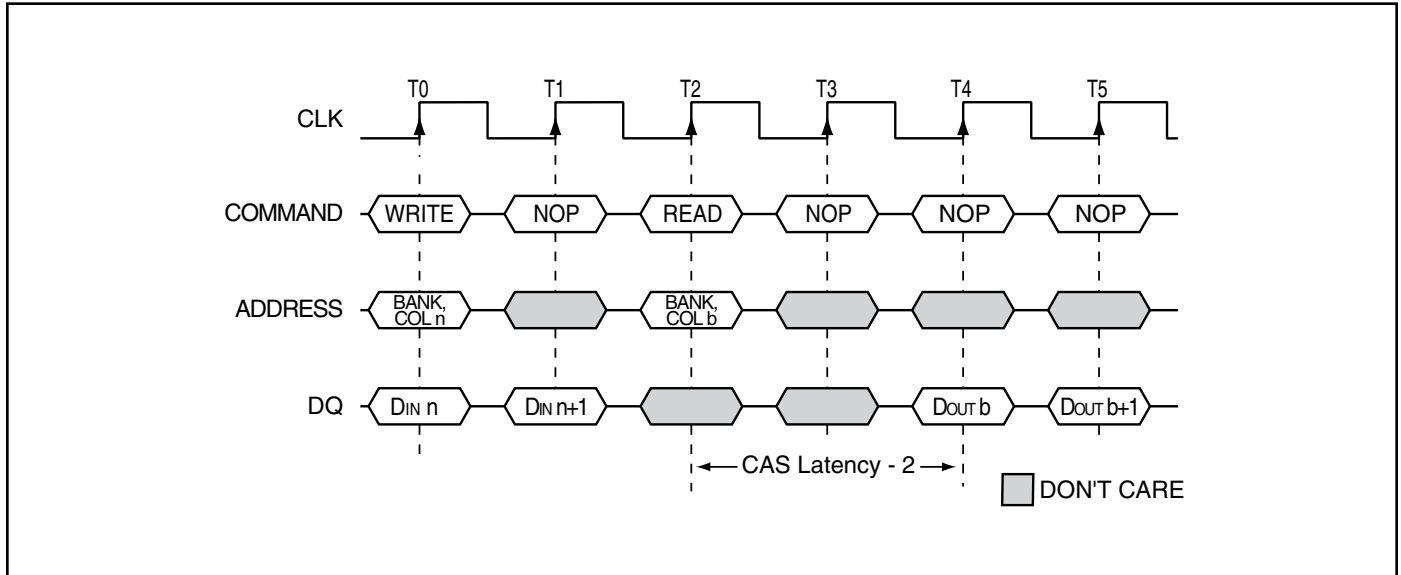 T0 T1 T2 T3 T4 T5
CLK
COMMAND WRITE NOP READ NOP NOP NOP
ADDRESS BANK, COL n BANK, COL b
DQ DIN n DIN n+1 DOUT b DOUT b+1
CAS Latency - 2
DON'T CARE